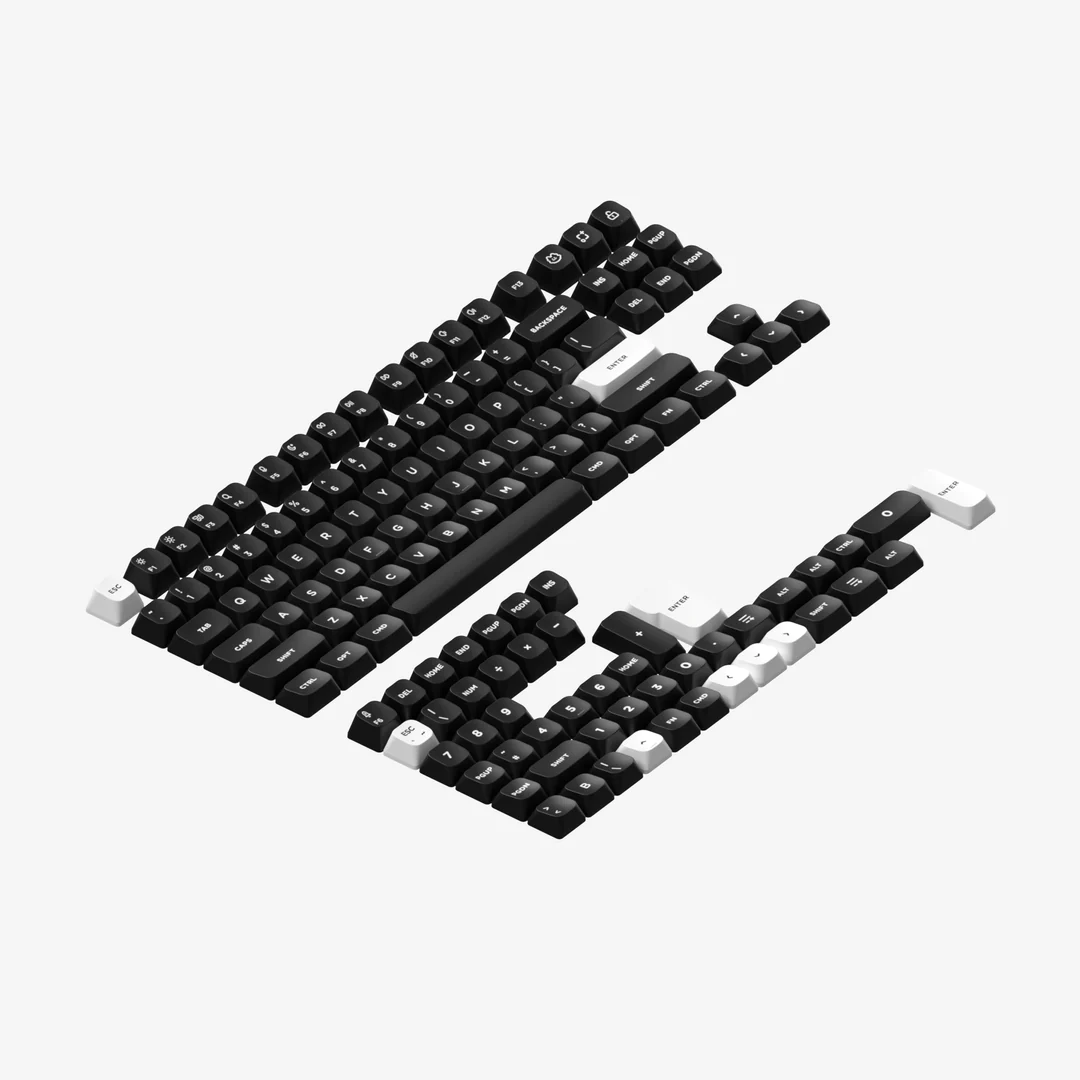 ESC
F1
F2
F3
F4
F5
F6
F7
F8
F9
F10
F11
F12
F13
! 1
@ 2
# 3
$ 4
% 5
^ 6
& 7
* 8
( 9
) 0
_ -
+ =
BACKSPACE
INS
HOME
PGUP
TAB
Q
W
E
R
T
Y
U
I
O
P
{ [
} ]
| \
DEL
END
PGDN
CAPS
A
S
D
F
G
H
J
K
L
: ;
" '
ENTER
SHIFT
Z
X
C
V
B
N
M
< ,
> .
? /
SHIFT
CTRL
OPT
CMD
CMD
OPT
FN
CTRL
^
<
v
>
F6
DEL
HOME
END
PGUP
PGDN
INS
ESC
NUM
÷
×
-
7
8
9
+
ENTER
PGUP
4
5
6
HOME
PGDN
SHIFT
1
2
3
0
.
B
^
FN
CMD
<
v
>
SHIFT
ALT
ALT
ALT
CTRL
0
ENTER